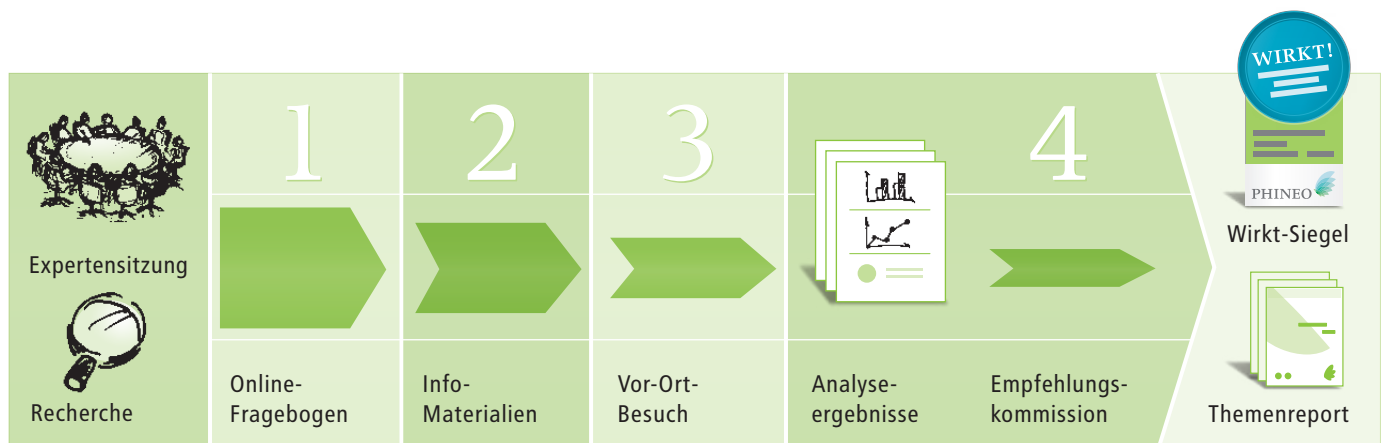 WIRKT!
1
2
3
4
PHINEO
Wirkt-Siegel
Expertensitzung
Recherche
Online-
Fragebogen
Info-
Materialien
Vor-Ort-
Besuch
Analyse-
ergebnisse
Empfehlungs-
kommission
Themenreport